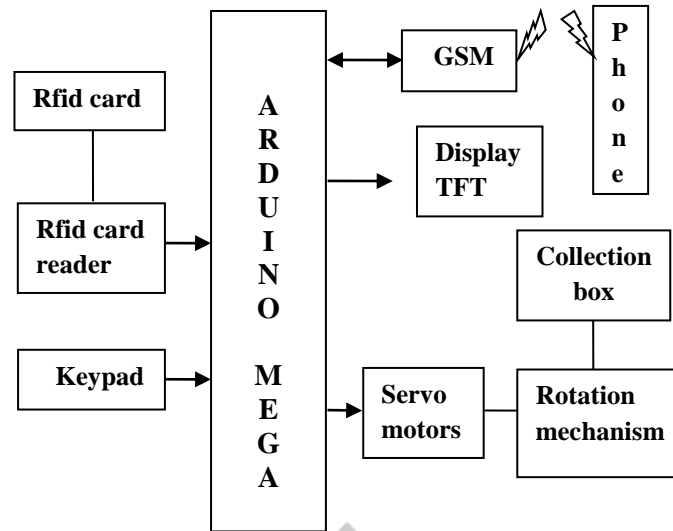 Rfid card
Rfid card
reader
Keypad
A
R
D
U
I
N
O
M
E
G
A
GSM
P
h
o
n
e
Display
TFT
Collection
box
Servo
motors
Rotation
mechanism